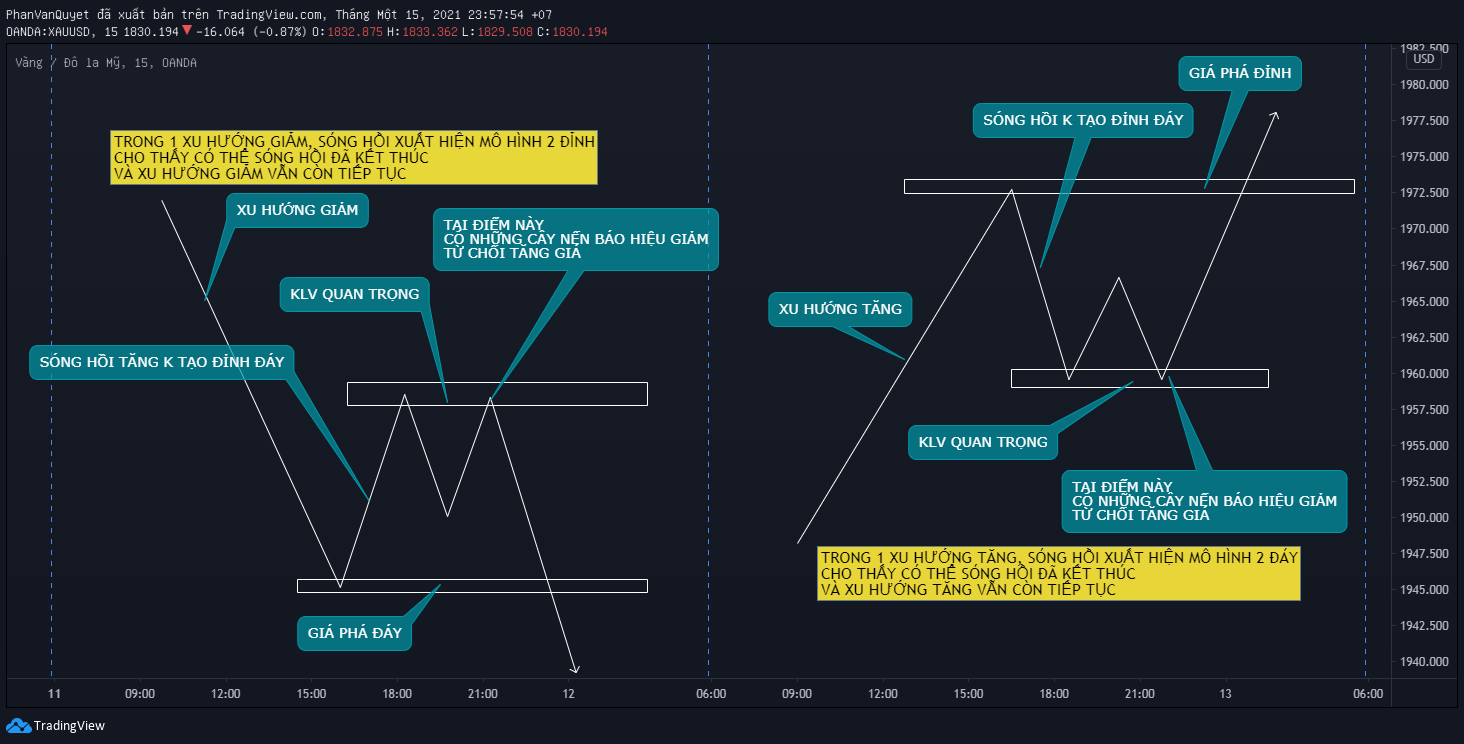 PhanVanQuyet đã xuất bản trên TradingView.com, Tháng Một 15, 2021 23:57:54 +07
OANDA:XAUUSD, 15 1830.194 ▼ −16.064 (−0.87%) O:1832.875 H:1833.362 L:1829.508 C:1830.194
Vàng / Đô la Mỹ, 15, OANDA
TRONG 1 XU HƯỚNG GIẢM, SÓNG HỒI XUẤT HIỆN MÔ HÌNH 2 ĐỈNH
CHO THẤY CÓ THỂ SÓNG HỒI ĐÃ KẾT THÚC
VÀ XU HƯỚNG GIẢM VẪN CÒN TIẾP TỤC
XU HƯỚNG GIẢM
TẠI ĐIỂM NÀY
CÓ NHỮNG CÂY NẾN BÁO HIỆU GIẢM
TỪ CHỐI TĂNG GIÁ
KLV QUAN TRỌNG
SÓNG HỒI TĂNG K TẠO ĐỈNH ĐÁY
GIÁ PHÁ ĐÁY
GIÁ PHÁ ĐỈNH
SÓNG HỒI K TẠO ĐỈNH ĐÁY
XU HƯỚNG TĂNG
KLV QUAN TRỌNG
TẠI ĐIỂM NÀY
CÓ NHỮNG CÂY NẾN BÁO HIỆU GIẢM
TỪ CHỐI TĂNG GIÁ
TRONG 1 XU HƯỚNG TĂNG, SÓNG HỒI XUẤT HIỆN MÔ HÌNH 2 ĐÁY
CHO THẤY CÓ THỂ SÓNG HỒI ĐÃ KẾT THÚC
VÀ XU HƯỚNG TĂNG VẪN CÒN TIẾP TỤC
1982.500
USD
1980.000
1977.500
1975.000
1972.500
1970.000
1967.500
1965.000
1962.500
1960.000
1957.500
1955.000
1952.500
1950.000
1947.500
1945.000
1942.500
1940.000
11 09:00 12:00 15:00 18:00 21:00 12 06:00 09:00 12:00 15:00 18:00 21:00 13 06:00
TradingView